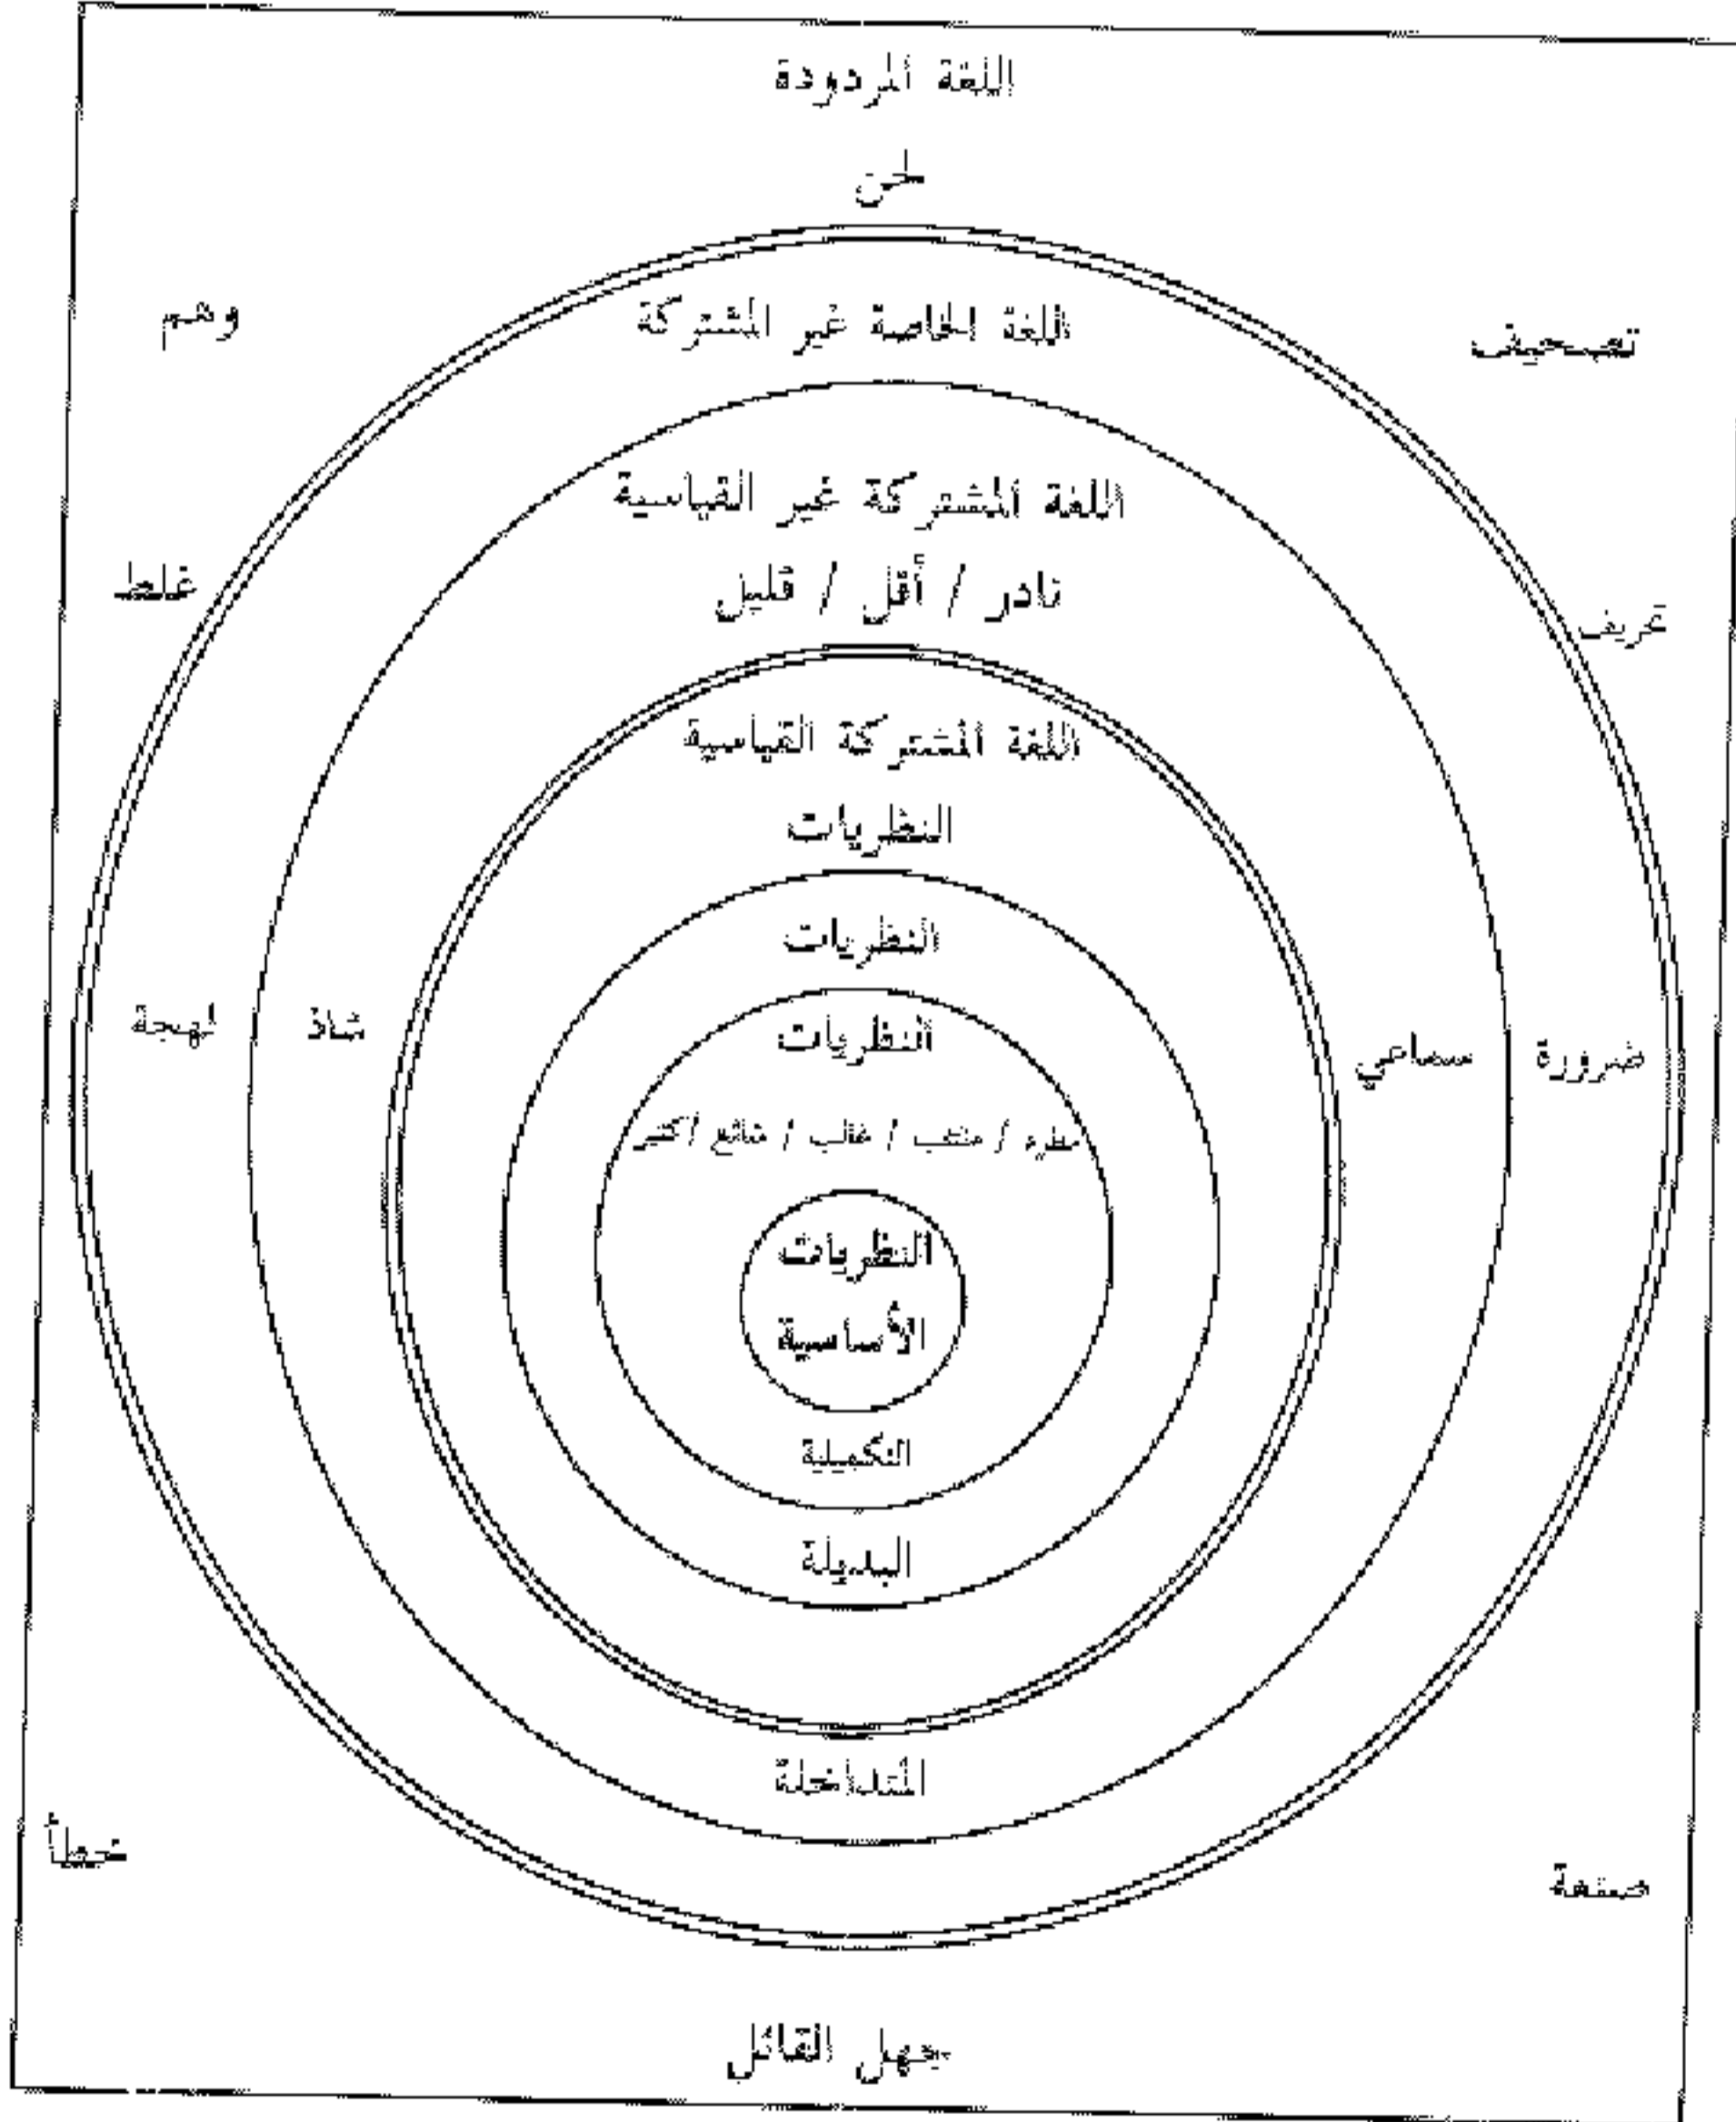 اللغة المردودة
لحن
تصحيف
وهم
اللغة الخاصة غير المشتركة
اللغة المشتركة غير القياسية
نادر / أقل / قليل
غلط
اللغة المشتركة القياسية
النظريات
النظريات
النظريات
ضرورة
سماعي
شاذ
لهجة
مطرد / منقب / غالب / شائع / كثير
النظريات
الأساسية
التكميلية
البديلة
المتداخلة
خطأ
صنعة
جهل القائل